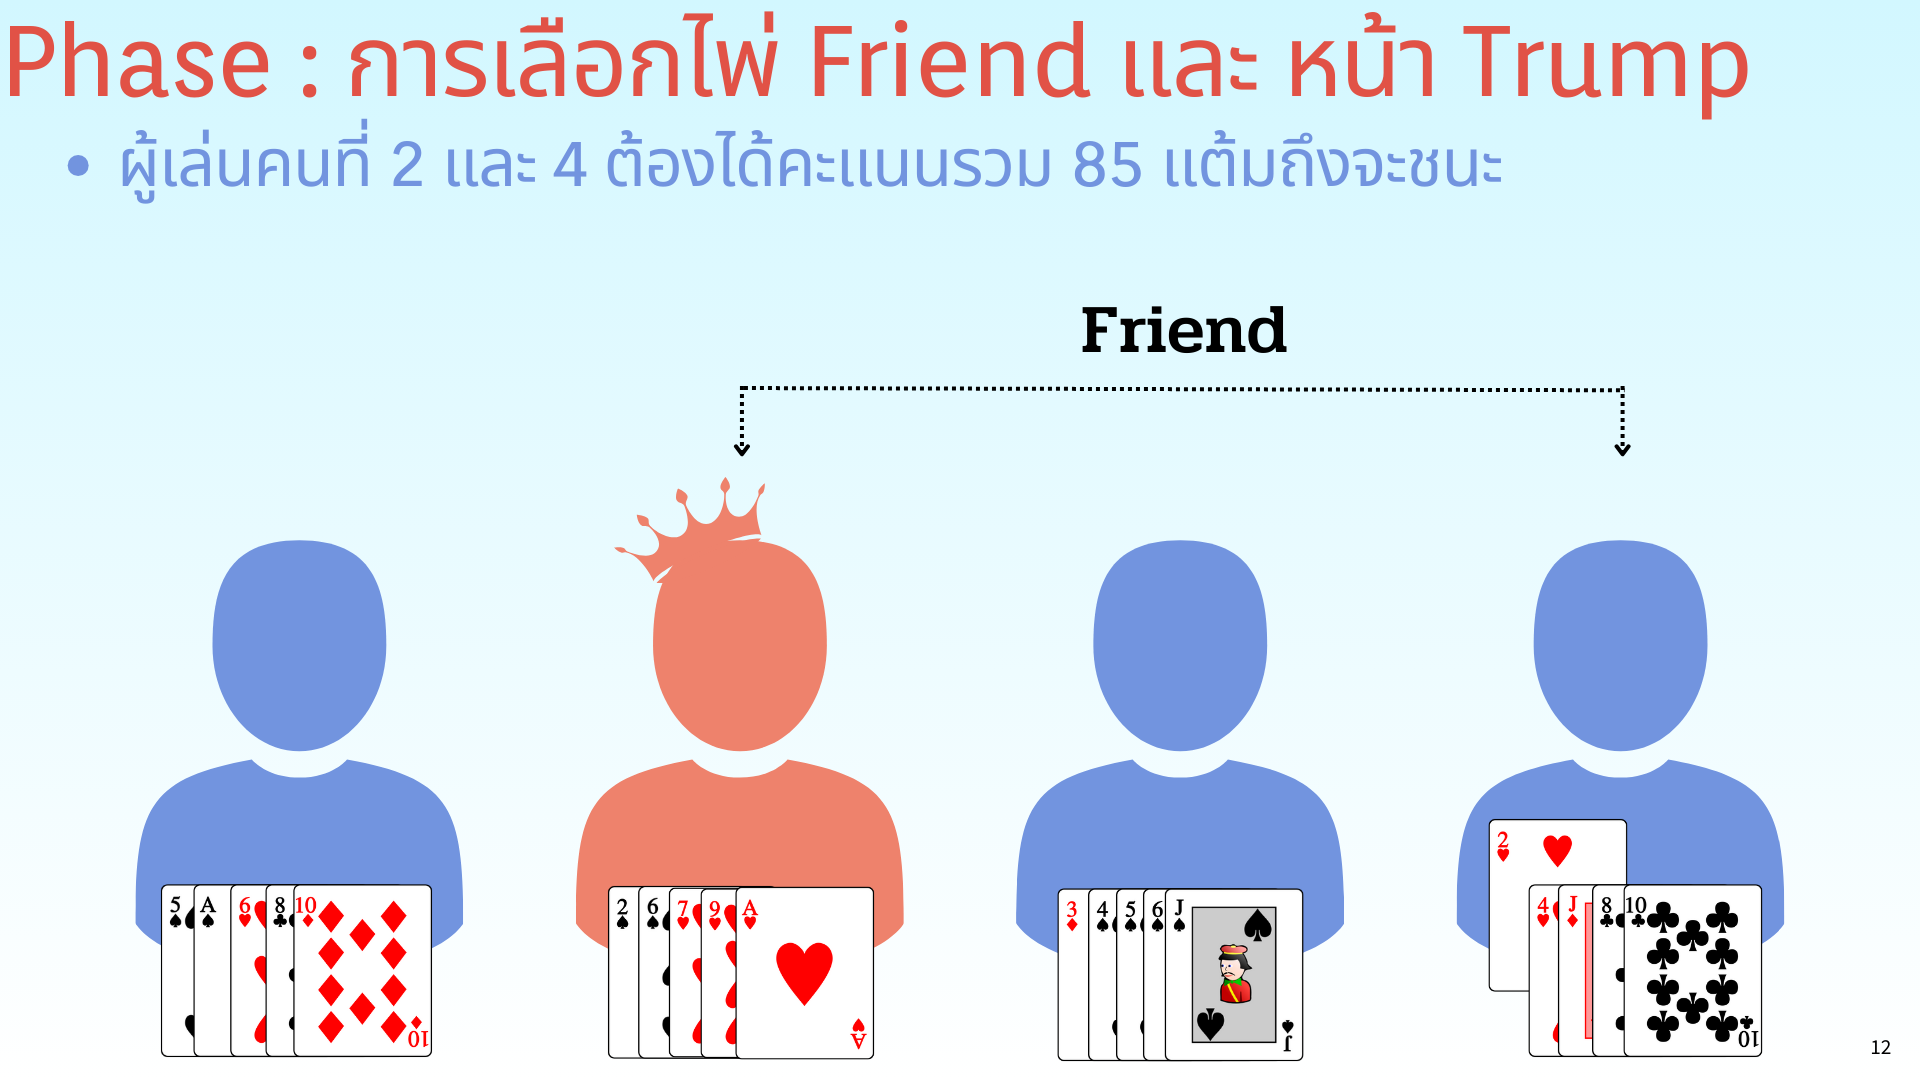 Phase : การเลือกไพ่ Friend และ หน้า Trump
• ผู้เล่นคนที่ 2 และ 4 ต้องได้คะแนนรวม 85 แต้มถึงจะชนะ
Friend
2
5 A 6 8 10
10
2 6 7 9 A
A
3 4 5 6 J
J
4 J 8 10
10
12